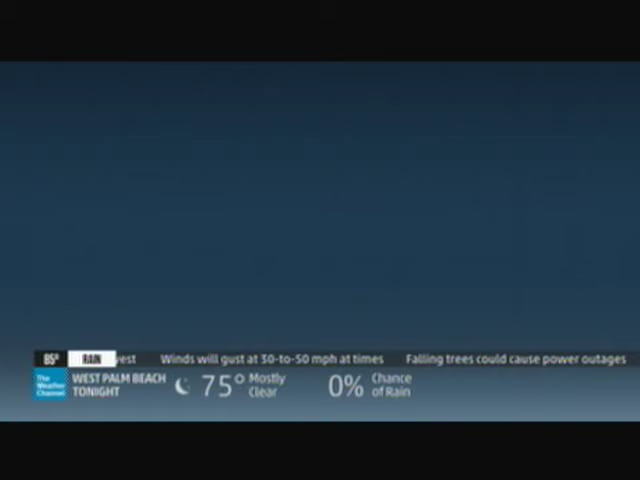 85° RAIN Winds will gust at 30-to-50 mph at times Falling trees could cause power outages
The Weather Channel
WEST PALM BEACH TONIGHT
75° Mostly Clear
0% Chance of Rain